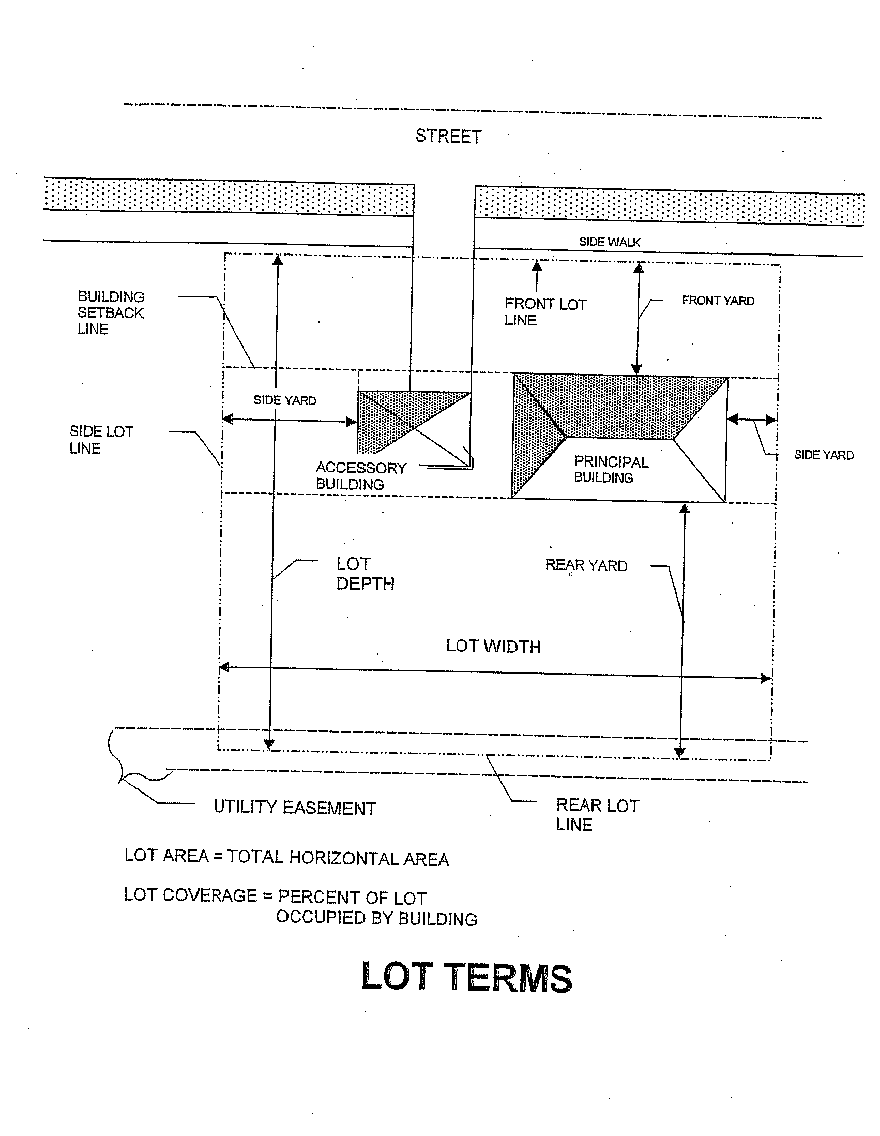 STREET
SIDE WALK
BUILDING
SETBACK
LINE
FRONT LOT
LINE
FRONT YARD
SIDE YARD
SIDE LOT
LINE
ACCESSORY
BUILDING
PRINCIPAL
BUILDING
SIDE YARD
LOT
DEPTH
REAR YARD
LOT WIDTH
UTILITY EASEMENT
REAR LOT
LINE
LOT AREA = TOTAL HORIZONTAL AREA
LOT COVERAGE = PERCENT OF LOT
OCCUPIED BY BUILDING
LOT TERMS